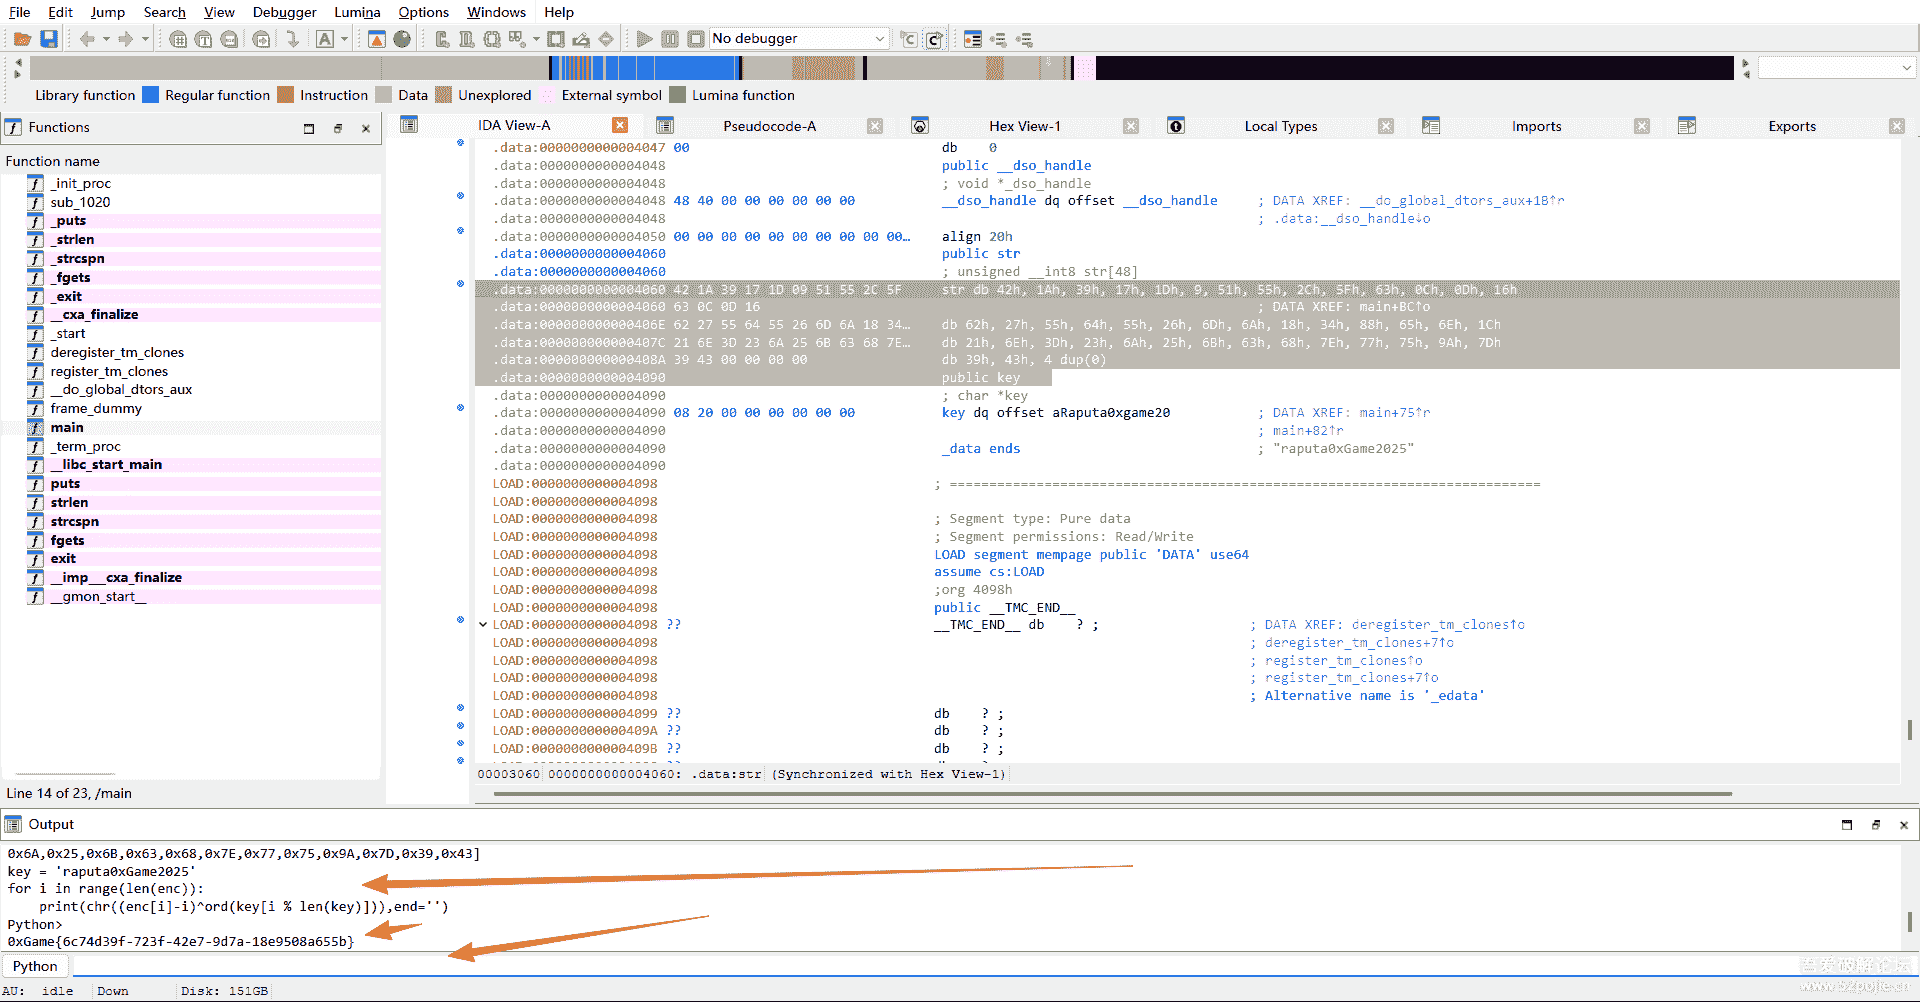 File Edit Jump Search View Debugger Lumina Options Windows Help
No debugger
Library function Regular function Instruction Data Unexplored External symbol Lumina function
Functions
IDA View-A Pseudocode-A Hex View-1 Local Types Imports Exports
Function name
_init_proc
sub_1020
_puts
_strlen
_strcspn
_fgets
_exit
__cxa_finalize
_start
deregister_tm_clones
register_tm_clones
__do_global_dtors_aux
frame_dummy
main
_term_proc
__libc_start_main
puts
strlen
strcspn
fgets
exit
__imp___cxa_finalize
__gmon_start__
Line 14 of 23, /main
.data:0000000000004047 00 db 0
.data:0000000000004048 public __dso_handle
.data:0000000000004048 ; void *_dso_handle
.data:0000000000004048 48 40 00 00 00 00 00 00 __dso_handle dq offset __dso_handle ; DATA XREF: __do_global_dtors_aux+1B↑r
.data:0000000000004048 ; .data:__dso_handle↓o
.data:0000000000004050 00 00 00 00 00 00 00 00 00 00… align 20h
.data:0000000000004060 public str
.data:0000000000004060 ; unsigned __int8 str[48]
.data:0000000000004060 42 1A 39 17 1D 09 51 55 2C 5F str db 42h, 1Ah, 39h, 17h, 1Dh, 9, 51h, 55h, 2Ch, 5Fh, 63h, 0Ch, 0Dh, 16h
.data:0000000000004060 63 0C 0D 16 ; DATA XREF: main+BC↑o
.data:000000000000406E 62 27 55 64 55 26 6D 6A 18 34… db 62h, 27h, 55h, 64h, 55h, 26h, 6Dh, 6Ah, 18h, 34h, 88h, 65h, 6Eh, 1Ch
.data:000000000000407C 21 6E 3D 23 6A 25 6B 63 68 7E… db 21h, 6Eh, 3Dh, 23h, 6Ah, 25h, 6Bh, 63h, 68h, 7Eh, 77h, 75h, 9Ah, 7Dh
.data:000000000000408A 39 43 00 00 00 00 db 39h, 43h, 4 dup(0)
.data:0000000000004090 public key
.data:0000000000004090 ; char *key
.data:0000000000004090 08 20 00 00 00 00 00 00 key dq offset aRaputa0xgame20 ; DATA XREF: main+75↑r
.data:0000000000004090 ; main+82↑r
.data:0000000000004090 _data ends ; "raputa0xGame2025"
.data:0000000000004090
LOAD:0000000000004098 ; ===========================================================================
LOAD:0000000000004098
LOAD:0000000000004098 ; Segment type: Pure data
LOAD:0000000000004098 ; Segment permissions: Read/Write
LOAD:0000000000004098 LOAD segment mempage public 'DATA' use64
LOAD:0000000000004098 assume cs:LOAD
LOAD:0000000000004098 ;org 4098h
LOAD:0000000000004098 public __TMC_END__
LOAD:0000000000004098 ?? __TMC_END__ db ? ; ; DATA XREF: deregister_tm_clones↑o
LOAD:0000000000004098 ; deregister_tm_clones+7↑o
LOAD:0000000000004098 ; register_tm_clones↑o
LOAD:0000000000004098 ; register_tm_clones+7↑o
LOAD:0000000000004098 ; Alternative name is '_edata'
LOAD:0000000000004099 ?? db ? ;
LOAD:000000000000409A ?? db ? ;
LOAD:000000000000409B ?? db ? ;
00003060 0000000000004060: .data:str (Synchronized with Hex View-1)
Output
0x6A,0x25,0x6B,0x63,0x68,0x7E,0x77,0x75,0x9A,0x7D,0x39,0x43]
key = 'raputa0xGame2025'
for i in range(len(enc)):
print(chr((enc[i]-i)^ord(key[i % len(key)])),end='')
Python>
0xGame{6c74d39f-723f-42e7-9d7a-18e9508a655b}
Python
AU: idle Down Disk: 151GB
吾爱破解论坛
www.52pojie.cn